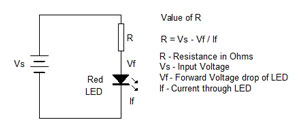 Value of R
R
R = Vs - Vf / If
Vs
Vf
Red
LED
If
R - Resistance in Ohms
Vs - Input Voltage
Vf - Forward Voltage drop of LED
If - Current through LED